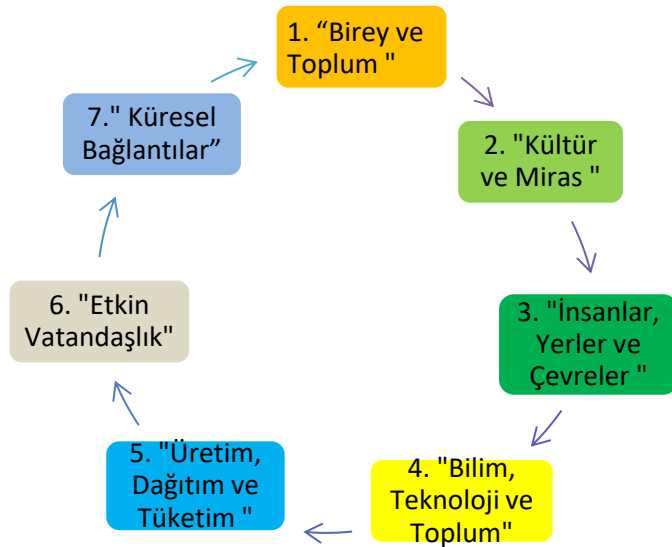 1. “Birey ve
Toplum "
2. "Kültür
ve Miras "
3. "İnsanlar,
Yerler ve
Çevreler "
4. "Bilim,
Teknoloji ve
Toplum"
5. "Üretim,
Dağıtım ve
Tüketim "
6. "Etkin
Vatandaşlık"
7." Küresel
Bağlantılar”